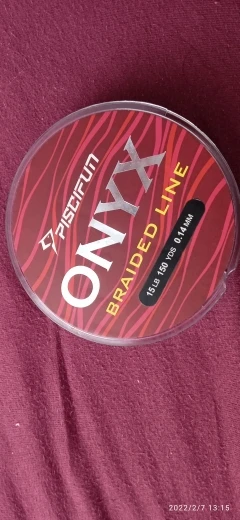 PISCIFUN
ONYX
BRAIDED LINE
15 LB 150 YDS 0.14 MM
2022/2/7 13:15